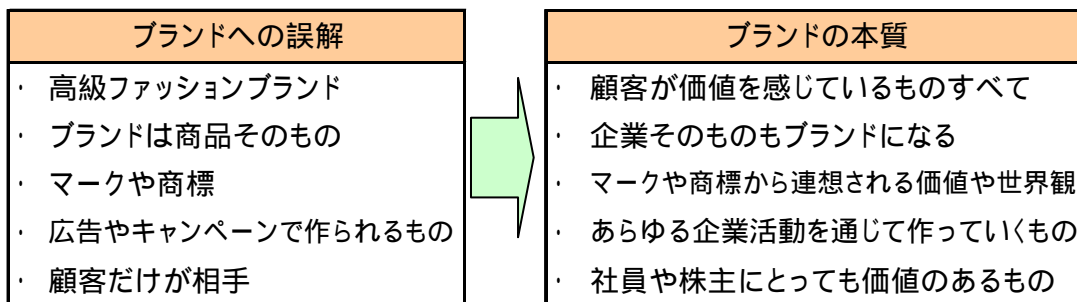 ブランドへの誤解
・ 高級ファッションブランド
・ ブランドは商品そのもの
・ マークや商標
・ 広告やキャンペーンで作られるもの
・ 顧客だけが相手
ブランドの本質
・ 顧客が価値を感じているものすべて
・ 企業そのものもブランドになる
・ マークや商標から連想される価値や世界観
・ あらゆる企業活動を通じて作っていくもの
・ 社員や株主にとっても価値のあるもの